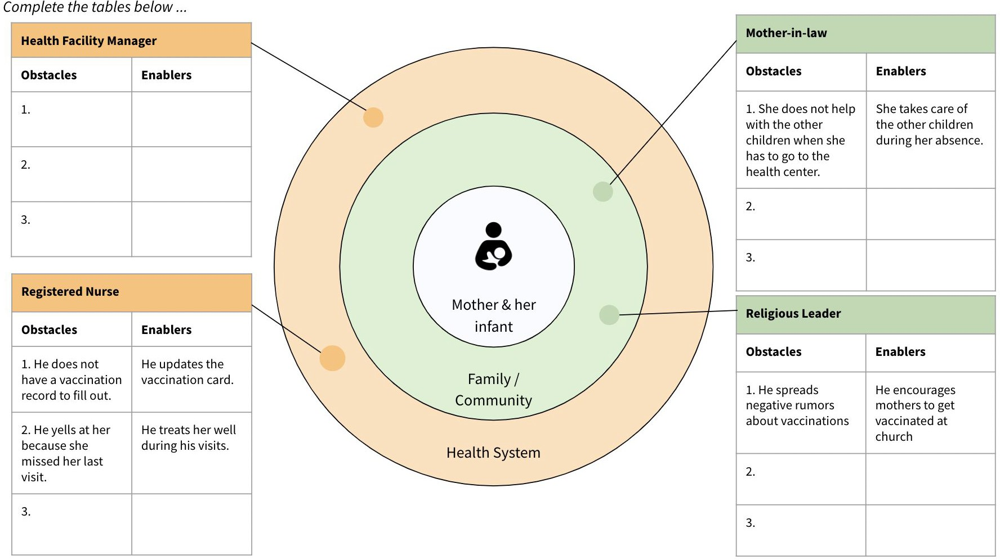 Complete the tables below ...
Health Facility Manager
Obstacles
Enablers
1.
2.
3.
Registered Nurse
Obstacles
Enablers
1. He does not
have a vaccination
record to fill out.
He updates the
vaccination card.
2. He yells at her
because she
missed her last
visit.
He treats her well
during his visits.
3.
Mother & her
infant
Family /
Community
Health System
Mother-in-law
Obstacles
Enablers
1. She does not help
with the other
children when she
has to go to the
health center.
She takes care of
the other children
during her absence.
2.
3.
Religious Leader
Obstacles
Enablers
1. He spreads
negative rumors
about vaccinations
He encourages
mothers to get
vaccinated at
church
2.
3.